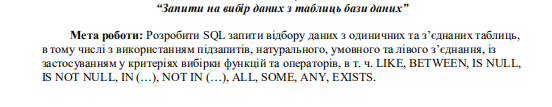 “Запити на вибір даних з таблиць бази даних”
Мета роботи: Розробити SQL запити відбору даних з одиничних та з’єднаних таблиць,
в тому числі з використанням підзапитів, натурального, умовного та лівого з’єднання, із
застосуванням у критеріях вибірки функцій та операторів, в т. ч. LIKE, BETWEEN, IS NULL,
IS NOT NULL, IN (…), NOT IN (…), ALL, SOME, ANY, EXISTS.